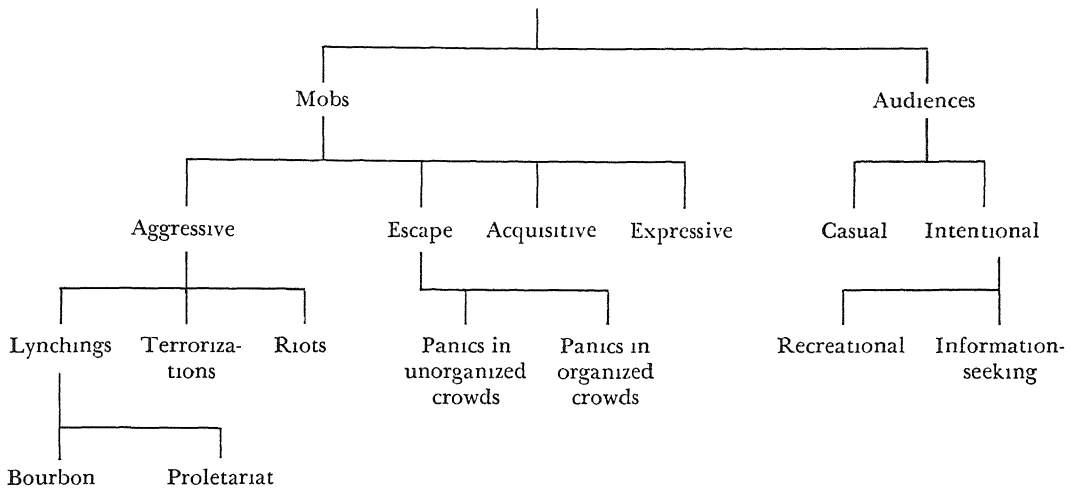 Mobs
Audiences
Aggressive
Escape
Acquisitive
Expressive
Casual
Intentional
Lynchings
Terroriza-
tions
Riots
Panics in
unorganized
crowds
Panics in
organized
crowds
Recreational
Information-
seeking
Bourbon
Proletariat